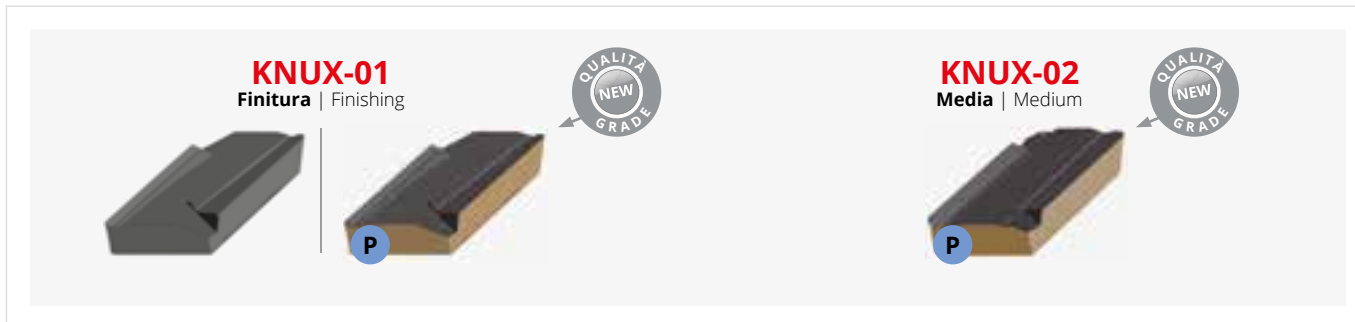 KNUX-01
Finitura | Finishing
QUALITÀ
NEW
GRADE
P
KNUX-02
Media | Medium
QUALITÀ
NEW
GRADE
P